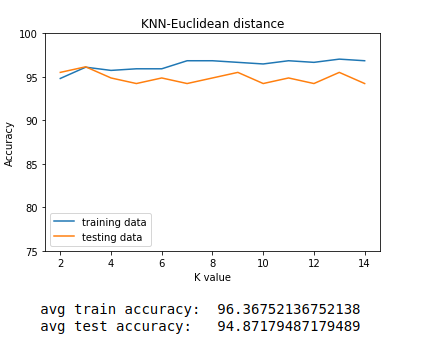 KNN-Euclidean distance
100
95
90
85
80
75
Accuracy
training data
testing data
2 4 6 8 10 12 14
K value
avg train accuracy: 96.36752136752138
avg test accuracy: 94.87179487179489